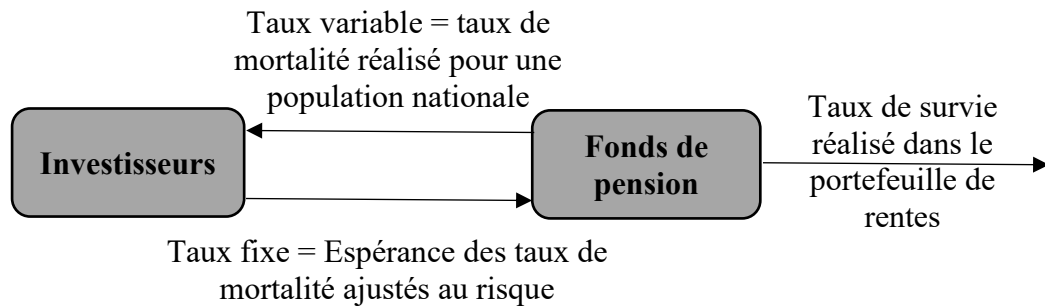 Taux variable = taux de
mortalité réalisé pour une
population nationale
Investisseurs
Fonds de
pension
Taux de survie
réalisé dans le
portefeuille de
rentes
Taux fixe = Espérance des taux de
mortalité ajustés au risque